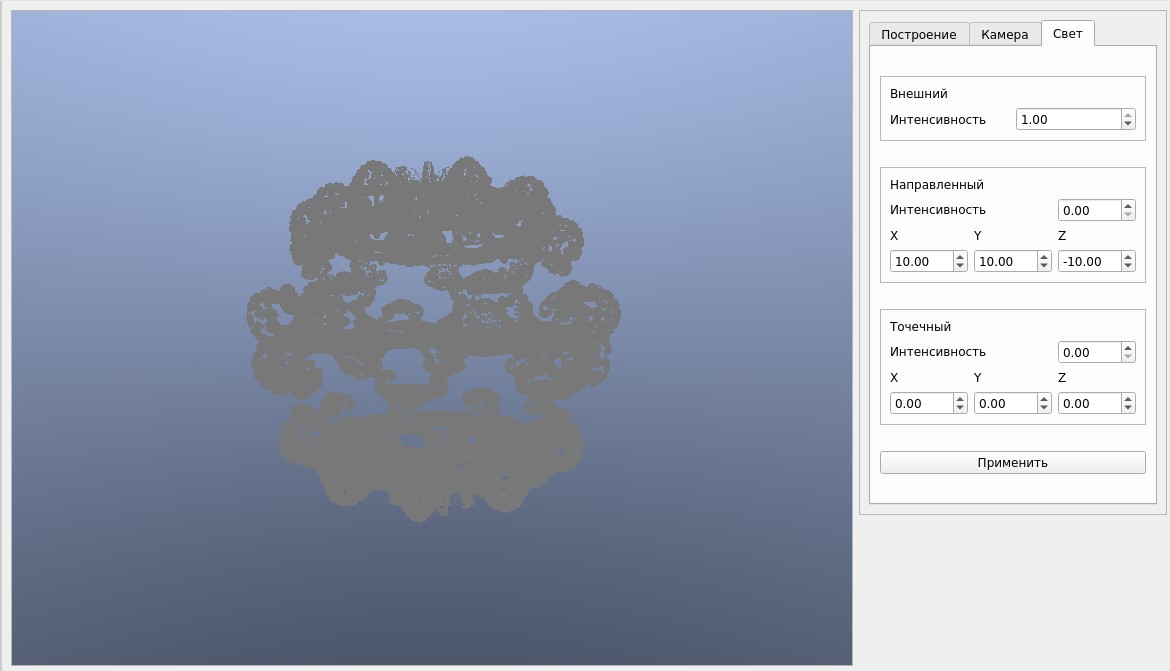 Построение Камера Свет
Внешний
Интенсивность 1.00
Направленный
Интенсивность 0.00
X Y Z
10.00 10.00 -10.00
Точечный
Интенсивность 0.00
X Y Z
0.00 0.00 0.00
Применить